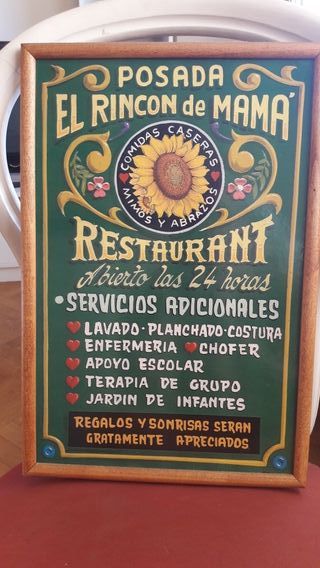 POSADA
EL RINCON de MAMÁ
COMIDAS CASERAS
MIMOS Y ABRAZOS
RESTAURANT
Abierto las 24 horas
•SERVICIOS ADICIONALES
LAVADO·PLANCHADO·COSTURA
ENFERMERIA CHOFER
APOYO ESCOLAR
TERAPIA DE GRUPO
JARDIN DE INFANTES
REGALOS Y SONRISAS SERAN
GRATAMENTE APRECIADOS